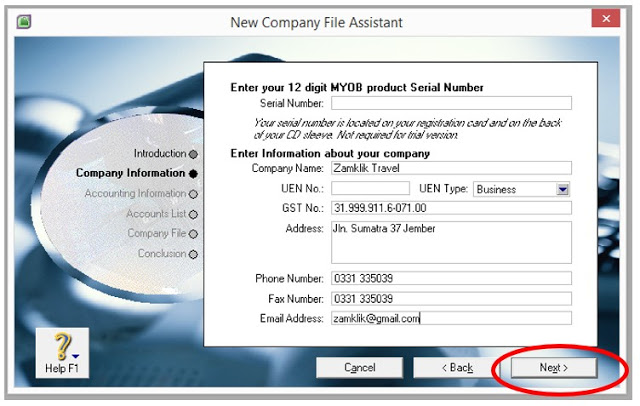 New Company File Assistant
Enter your 12 digit MYOB product Serial Number
Serial Number:
Your serial number is located on your registration card and on the back
of your CD sleeve. Not required for trial version.
Introduction
Company Information
Accounting Information
Accounts List
Company File
Conclusion
Enter Information about your company
Company Name: Zamklik Travel
UEN No.: UEN Type: Business
GST No.: 31.999.911.6-071.00
Address: Jln. Sumatra 37 Jember
Phone Number: 0331 335039
Fax Number: 0331 335039
Email Address: zamklik@gmail.com
Help F1
Cancel
< Back
Next >